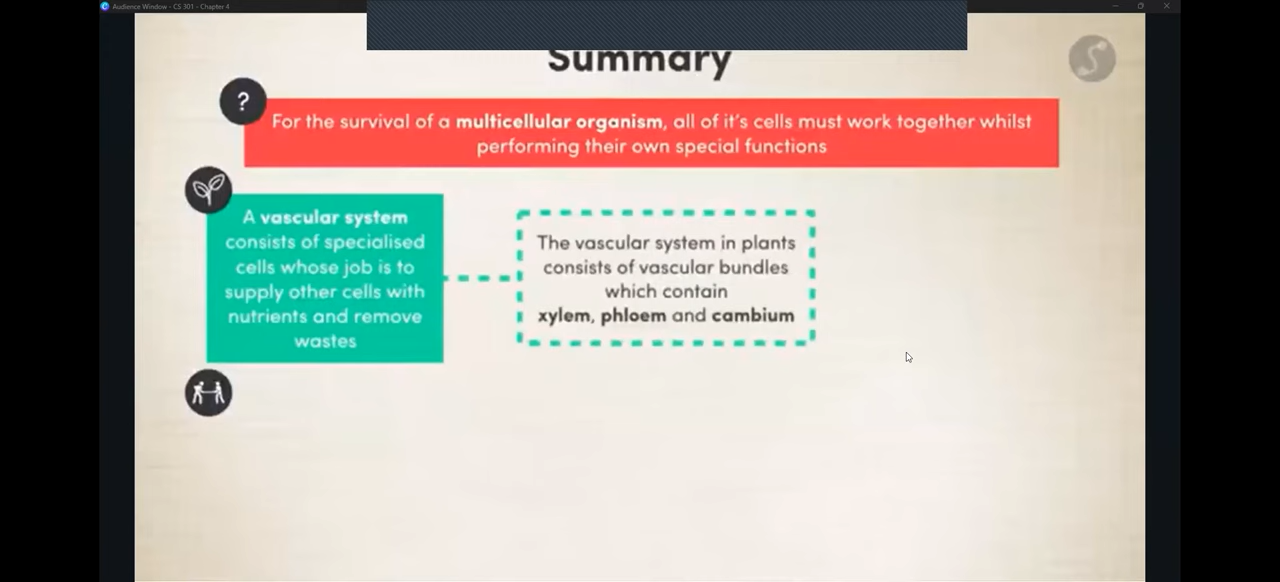 Audience Window - CS 301 - Chapter 4
Summary
?
For the survival of a multicellular organism, all of it's cells must work together whilst
performing their own special functions
A vascular system
consists of specialised
cells whose job is to
supply other cells with
nutrients and remove
wastes
The vascular system in plants
consists of vascular bundles
which contain
xylem, phloem and cambium